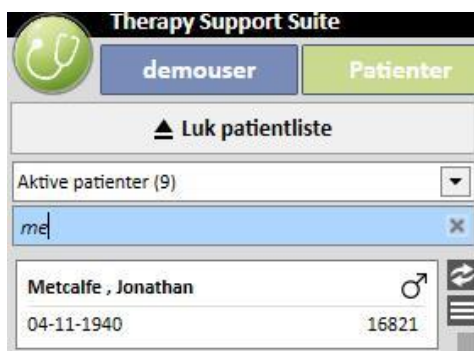 Therapy Support Suite
demouser
Patienter
Luk patientliste
Aktive patienter (9)
me
Metcalfe , Jonathan
04-11-1940 16821